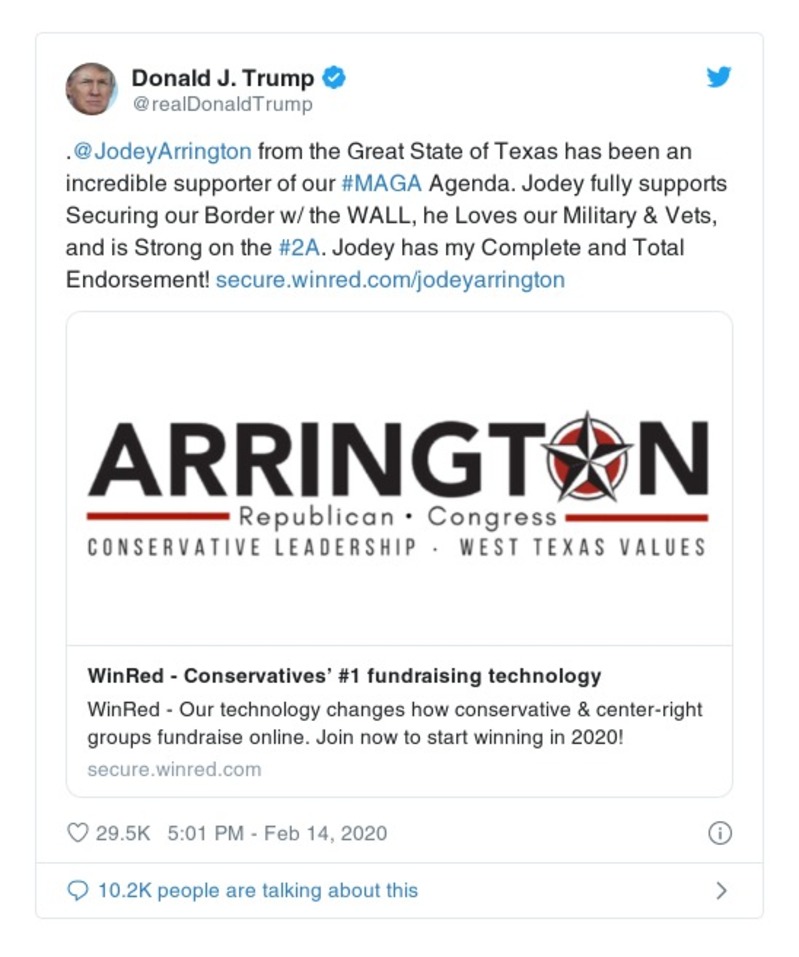 Donald J. Trump
@realDonaldTrump
.@JodeyArrington from the Great State of Texas has been an
incredible supporter of our #MAGA Agenda. Jodey fully supports
Securing our Border w/ the WALL, he Loves our Military & Vets,
and is Strong on the #2A. Jodey has my Complete and Total
Endorsement! secure.winred.com/jodeyarrington
ARRINGTON
Republican • Congress
CONSERVATIVE LEADERSHIP · WEST TEXAS VALUES
WinRed - Conservatives’ #1 fundraising technology
WinRed - Our technology changes how conservative & center-right
groups fundraise online. Join now to start winning in 2020!
secure.winred.com
29.5K 5:01 PM - Feb 14, 2020
10.2K people are talking about this